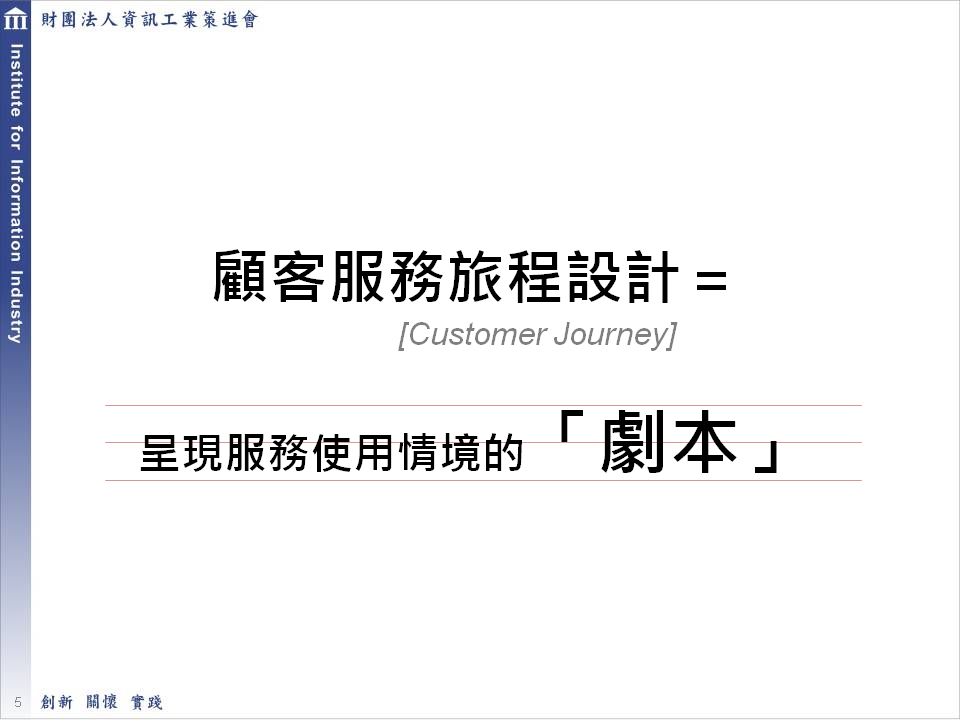 財團法人資訊工業策進會
Institute for Information Industry
顧客服務旅程設計 =
[Customer Journey]
呈現服務使用情境的「劇本」
5
創新 關懷 實踐